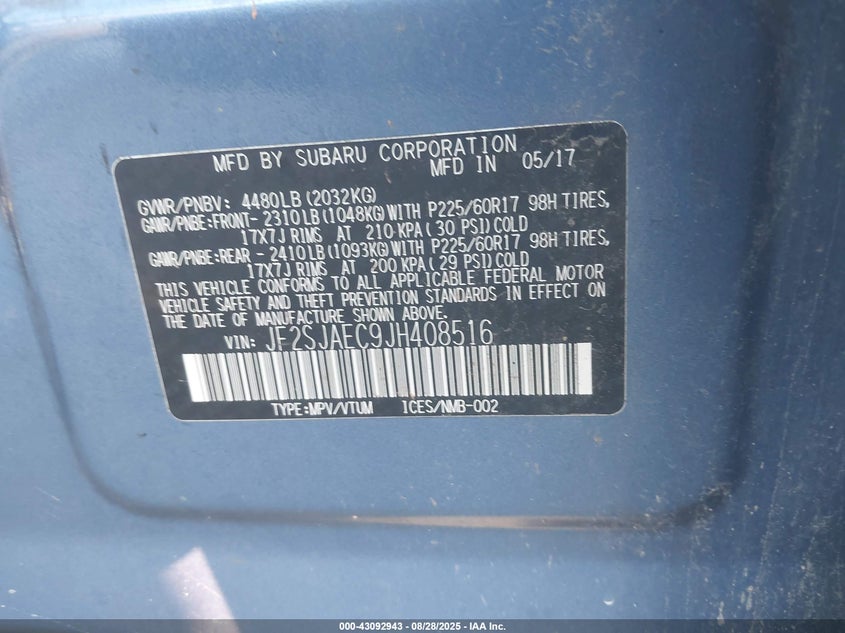 MFD BY SUBARU CORPORATION
MFD IN 05/17
GVWR/PNBV: 4480LB(2032KG)
GAWR/PNBE:FRONT- 2310LB(1048KG)WITH P225/60R17 98H TIRES,
17X7J RIMS AT 210KPA(30 PSI)COLD
GAWR/PNBE:REAR - 2410LB(1093KG)WITH P225/60R17 98H TIRES,
17X7J RIMS AT 200KPA(29 PSI)COLD
THIS VEHICLE CONFORMS TO ALL APPLICABLE FEDERAL MOTOR
VEHICLE SAFETY AND THEFT PREVENTION STANDARDS IN EFFECT ON
THE DATE OF MANUFACTURE SHOWN ABOVE.
VIN: JF2SJAEC9JH408516
TYPE:MPV/VTUM ICES/NMB-002
000-43092943 / 08/28/2025 - IAA Inc.